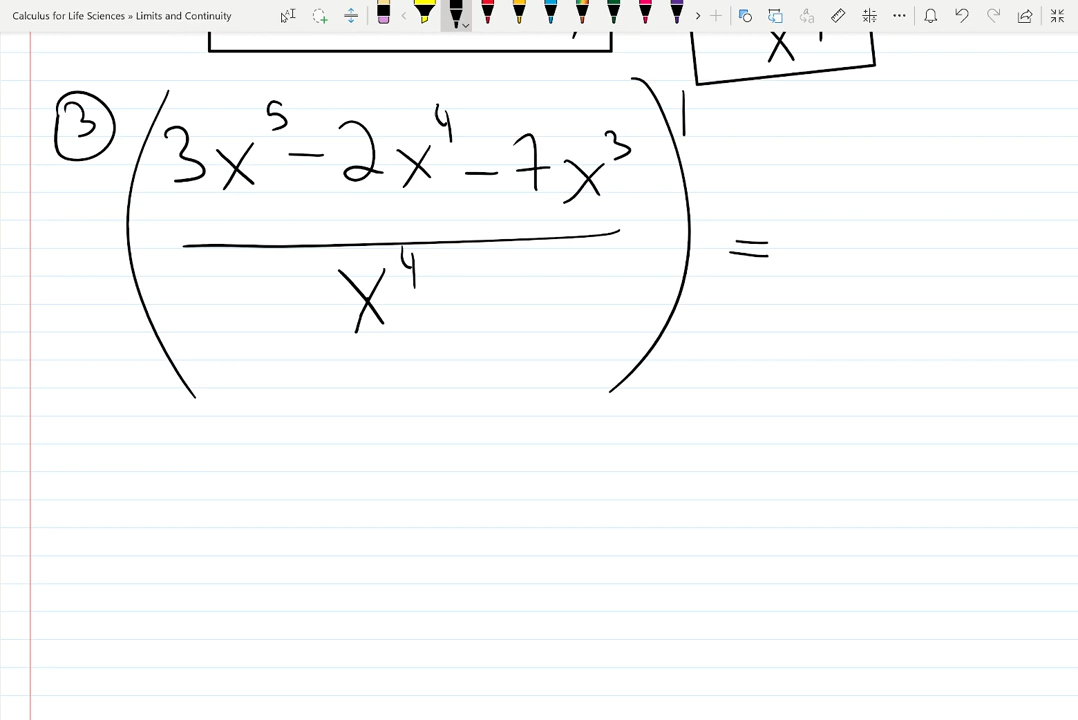 Calculus for Life Sciences » Limits and Continuity
x
③ (3x⁵ - 2x⁴ - 7x³
x⁴)' =